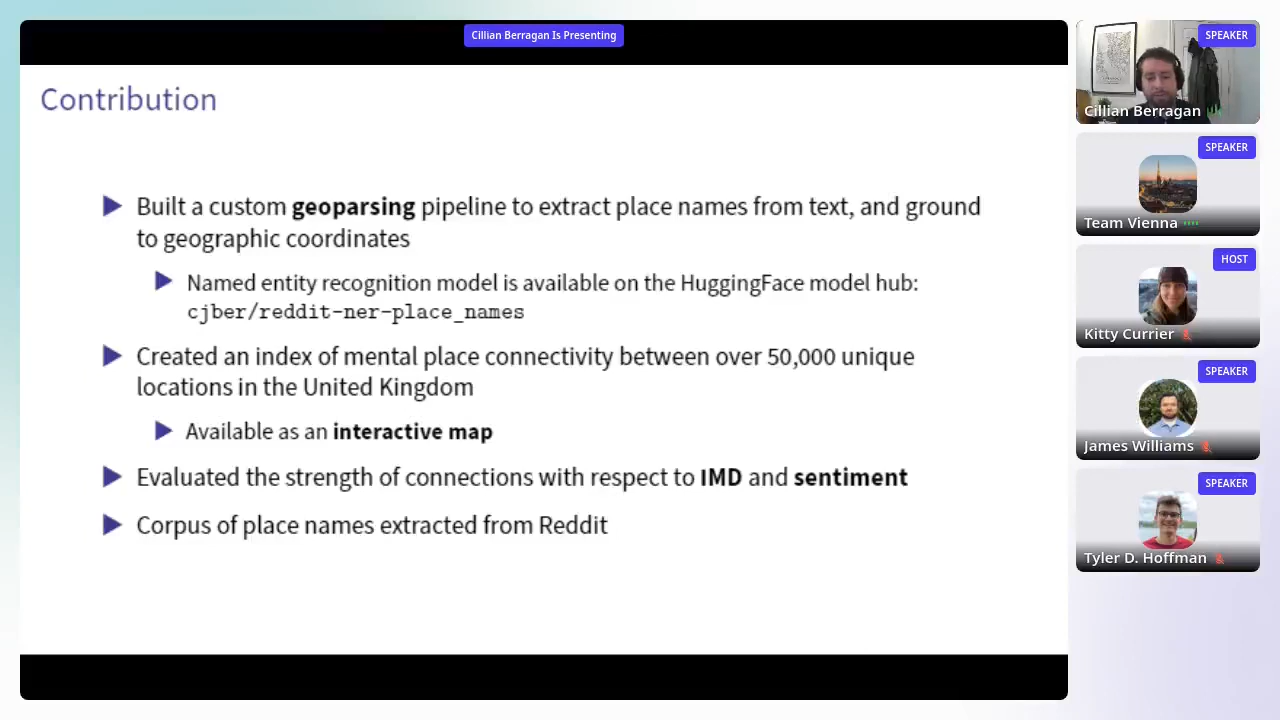 Cillian Berragan Is Presenting
Contribution
Built a custom geoparsing pipeline to extract place names from text, and ground
to geographic coordinates
Named entity recognition model is available on the HuggingFace model hub:
cjber/reddit-ner-place_names
Created an index of mental place connectivity between over 50,000 unique
locations in the United Kingdom
Available as an interactive map
Evaluated the strength of connections with respect to IMD and sentiment
Corpus of place names extracted from Reddit
SPEAKER
Cillian Berragan
SPEAKER
Team Vienna
HOST
Kitty Currier
SPEAKER
James Williams
SPEAKER
Tyler D. Hoffman